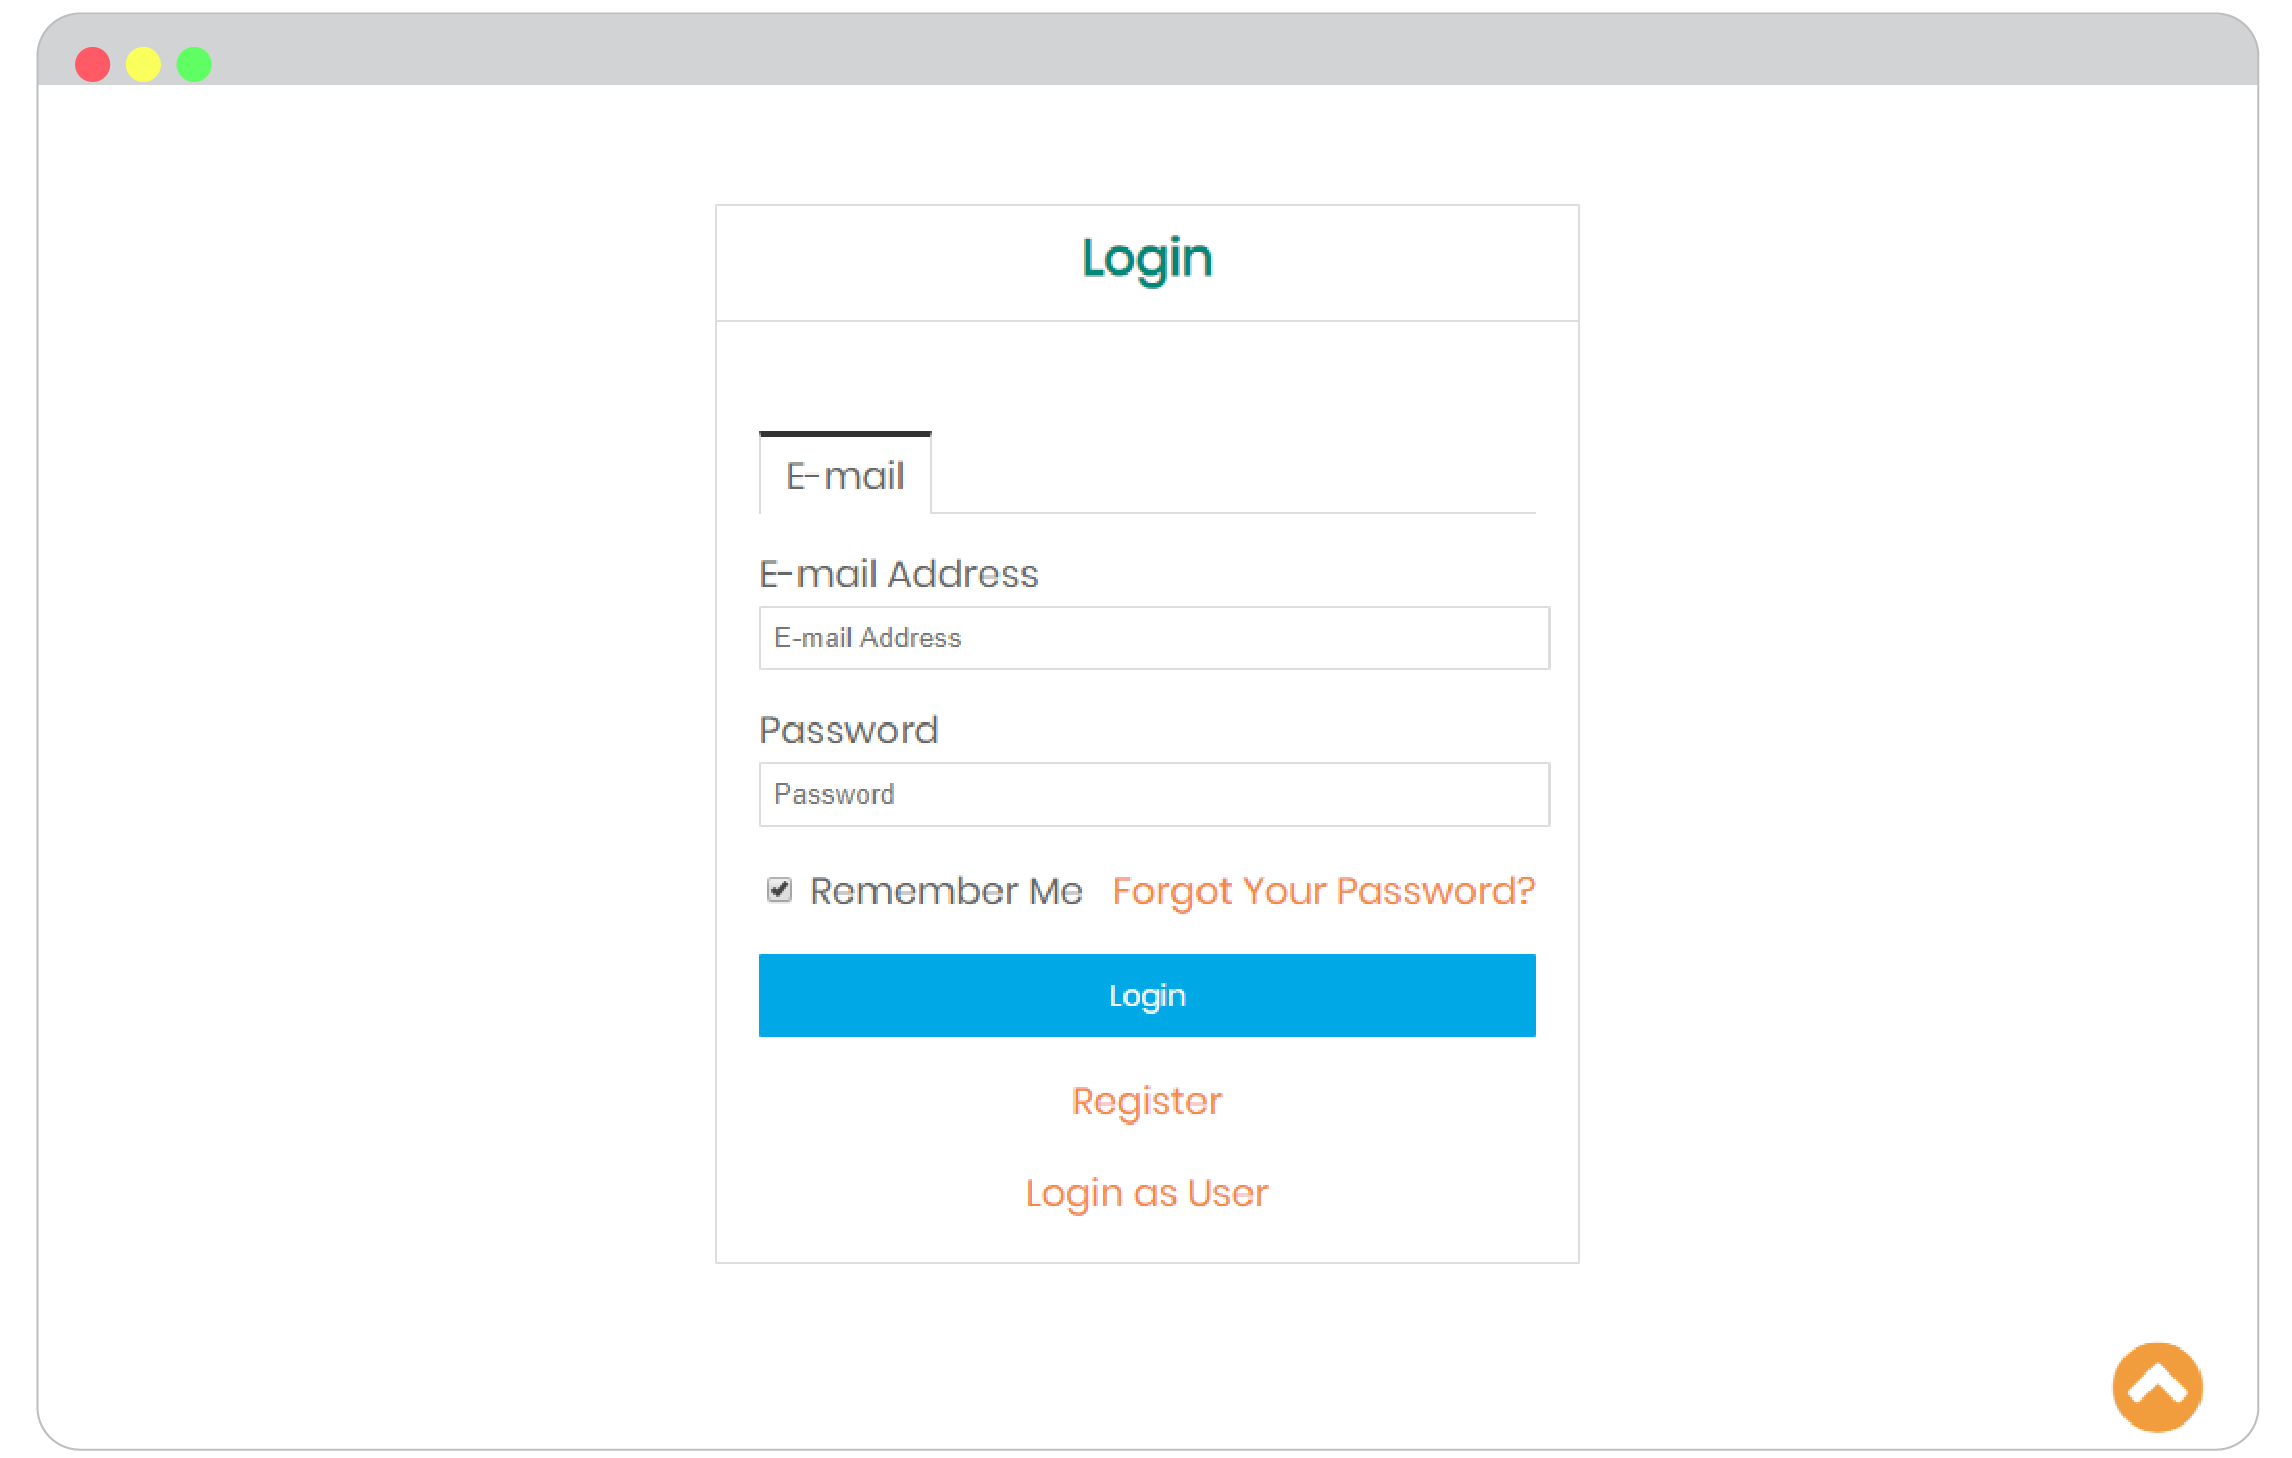 Login
E-mail
E-mail Address
E-mail Address
Password
Password
Remember Me Forgot Your Password?
Login
Register
Login as User